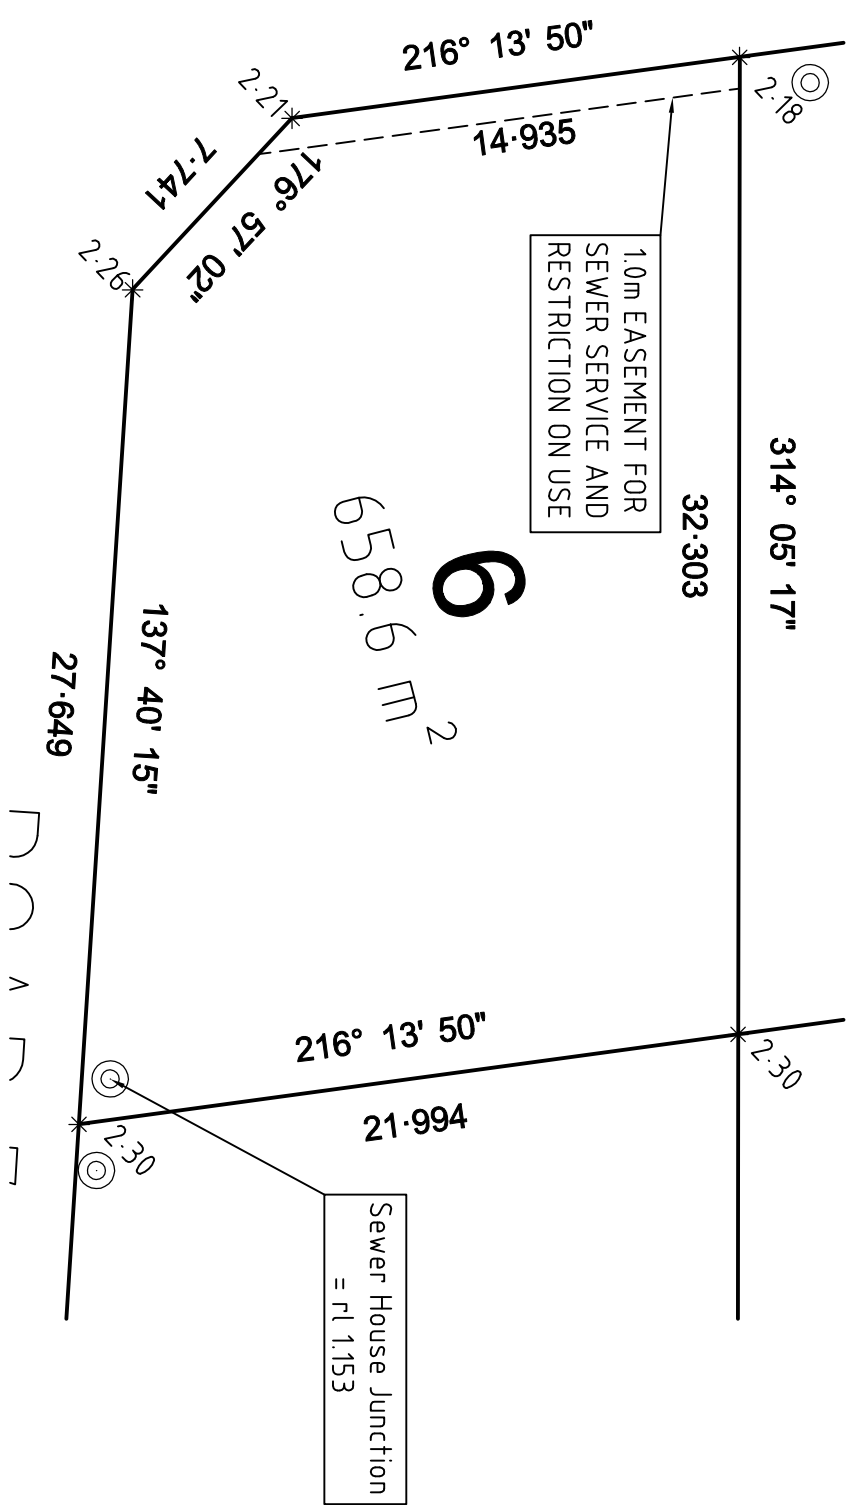 216° 13' 50"
2·21
2·18
14·935
7·741
176° 57' 02"
2·26
1.0m EASEMENT FOR
SEWER SERVICE AND
RESTRICTION ON USE
314° 05' 17"
32·303
6
658.6 m²
137° 40' 15"
27·649
216° 13' 50"
21·994
2·30
2·30
Sewer House Junction
= rl 1.153